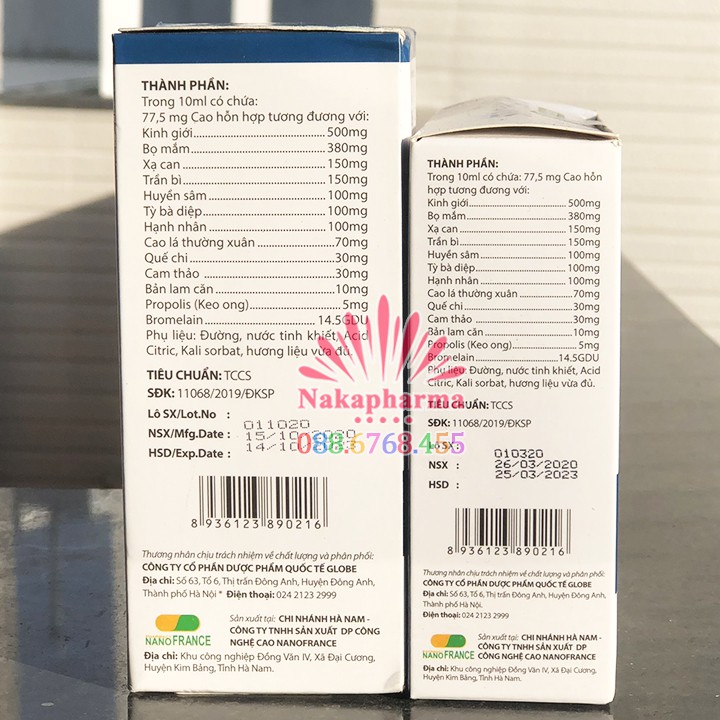 THÀNH PHẦN:
Trong 10ml có chứa:
77,5 mg Cao hỗn hợp tương đương với:
Kinh giới 500mg
Bọ mắm 380mg
Xạ can 150mg
Trần bì 150mg
Huyền sâm 100mg
Tỳ bà diệp 100mg
Hạnh nhân 100mg
Cao lá thường xuân 70mg
Quế chi 30mg
Cam thảo 30mg
Bản lam căn 10mg
Propolis (Keo ong) 5mg
Bromelain 14.5GDU
Phụ liệu: Đường, nước tinh khiết, Acid
Citric, Kali sorbat, hương liệu vừa đủ.
TIÊU CHUẨN: TCCS
SĐK: 11068/2019/ĐKSP
Lô SX/Lot.No : 011020
NSX/Mfg.Date : 15/10/2020
HSD/Exp.Date : 14/10/
8 936123 890216
Thương nhân chịu trách nhiệm về chất lượng và phân phối:
CÔNG TY CỔ PHẦN DƯỢC PHẨM QUỐC TẾ GLOBE
Địa chỉ: Số 63, Tổ 6, Thị trấn Đông Anh, Huyện Đông Anh,
Thành phố Hà Nội * Điện thoại: 024 2123 2999
NANOFRANCE
Sản xuất tại: CHI NHÁNH HÀ NAM -
CÔNG TY TNHH SẢN XUẤT DP CÔNG
NGHỆ CAO NANOFRANCE
Địa chỉ: Khu công nghiệp Đồng Văn IV, Xã Đại Cương,
Huyện Kim Bảng, Tỉnh Hà Nam.
Nakapharma
088.6768.455
THÀNH PHẦN:
Trong 10ml có chứa: 77,5 mg Cao hỗn
hợp tương đương với:
Kinh giới 500mg
Bọ mắm 380mg
Xạ can 150mg
Trần bì 150mg
Huyền sâm 100mg
Tỳ bà diệp 100mg
Hạnh nhân 100mg
Cao lá thường xuân 70mg
Quế chi 30mg
Cam thảo 30mg
Bản lam căn 10mg
Propolis (Keo ong) 5mg
Bromelain 14.5GDU
Phụ liệu: Đường, nước tinh khiết, Acid
Citric, Kali sorbat, hương liệu vừa đủ.
TIÊU CHUẨN: TCCS
SĐK: 11068/2019/ĐKSP
Lô SX: 010320
NSX : 26/03/2020
HSD : 25/03/2023
8 936123 890216
Thương nhân chịu trách nhiệm về chất lượng và phân phối:
CÔNG TY CỔ PHẦN DƯỢC PHẨM QUỐC TẾ GLOBE
Địa chỉ: Số 63, Tổ 6, Thị trấn Đông Anh, Huyện Đông Anh,
Thành phố Hà Nội.
Điện thoại: 024 2123 2999
NANOFRANCE
Sản xuất tại: CHI NHÁNH HÀ NAM -
CÔNG TY TNHH SẢN XUẤT DP
CÔNG NGHỆ CAO NANOFRANCE
Địa chỉ: Khu công nghiệp Đồng Văn IV, Xã Đại Cương,
Huyện Kim Bảng, Tỉnh Hà Nam.